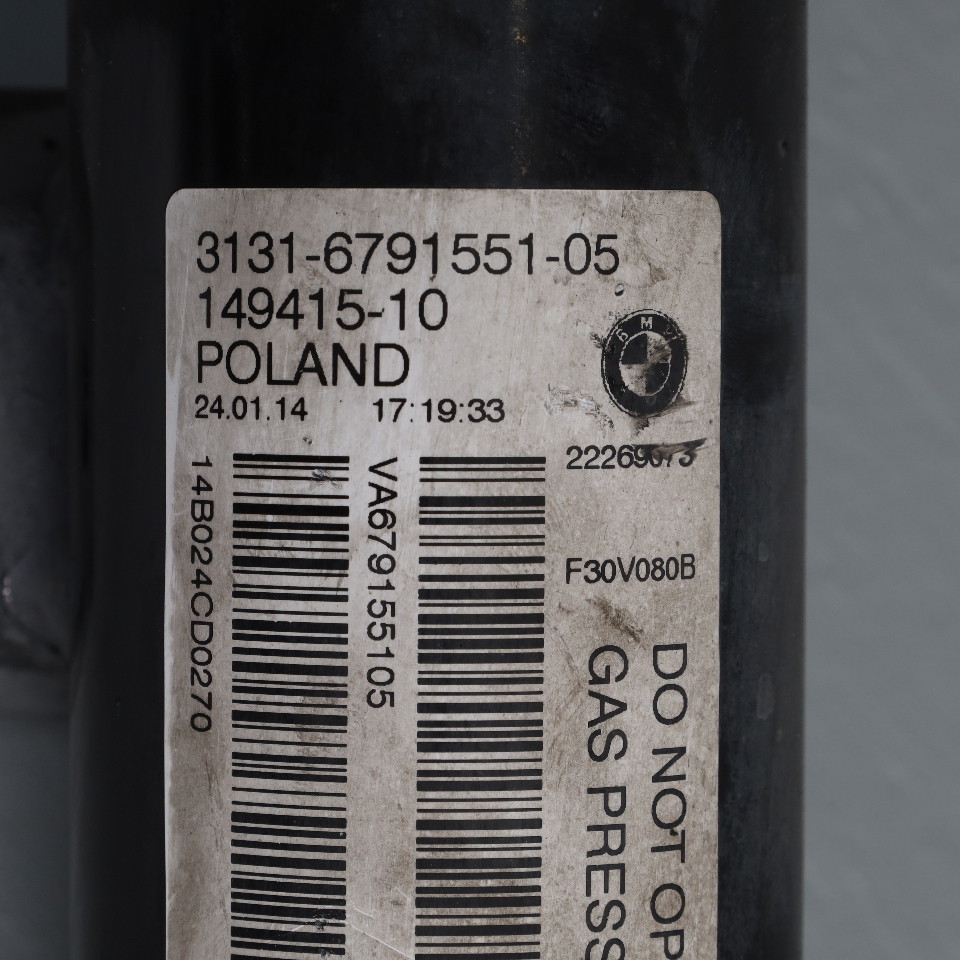 3131-6791551-05
149415-10
POLAND
24.01.14 17:19:33
BMW
F30V080B
14B024CD0270
VA679155105
DO NOT OP
GAS PRESS